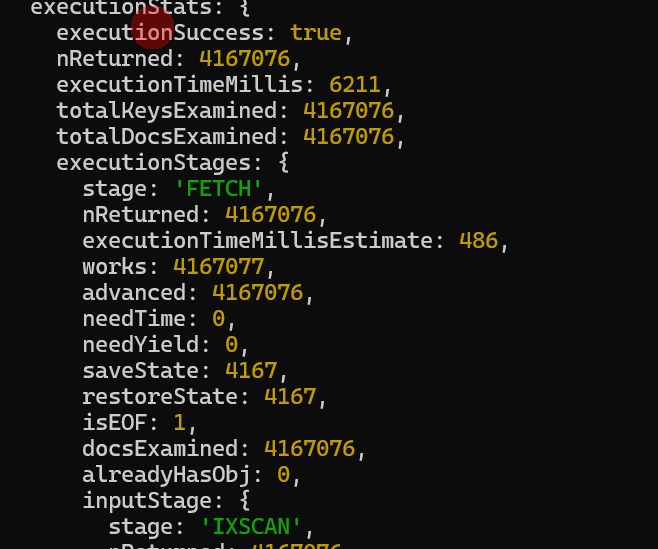 executionStats: {
executionSuccess: true,
nReturned: 4167076,
executionTimeMillis: 6211,
totalKeysExamined: 4167076,
totalDocsExamined: 4167076,
executionStages: {
stage: 'FETCH',
nReturned: 4167076,
executionTimeMillisEstimate: 486,
works: 4167077,
advanced: 4167076,
needTime: 0,
needYield: 0,
saveState: 4167,
restoreState: 4167,
isEOF: 1,
docsExamined: 4167076,
alreadyHasObj: 0,
inputStage: {
stage: 'IXSCAN',
nReturned: 4167076